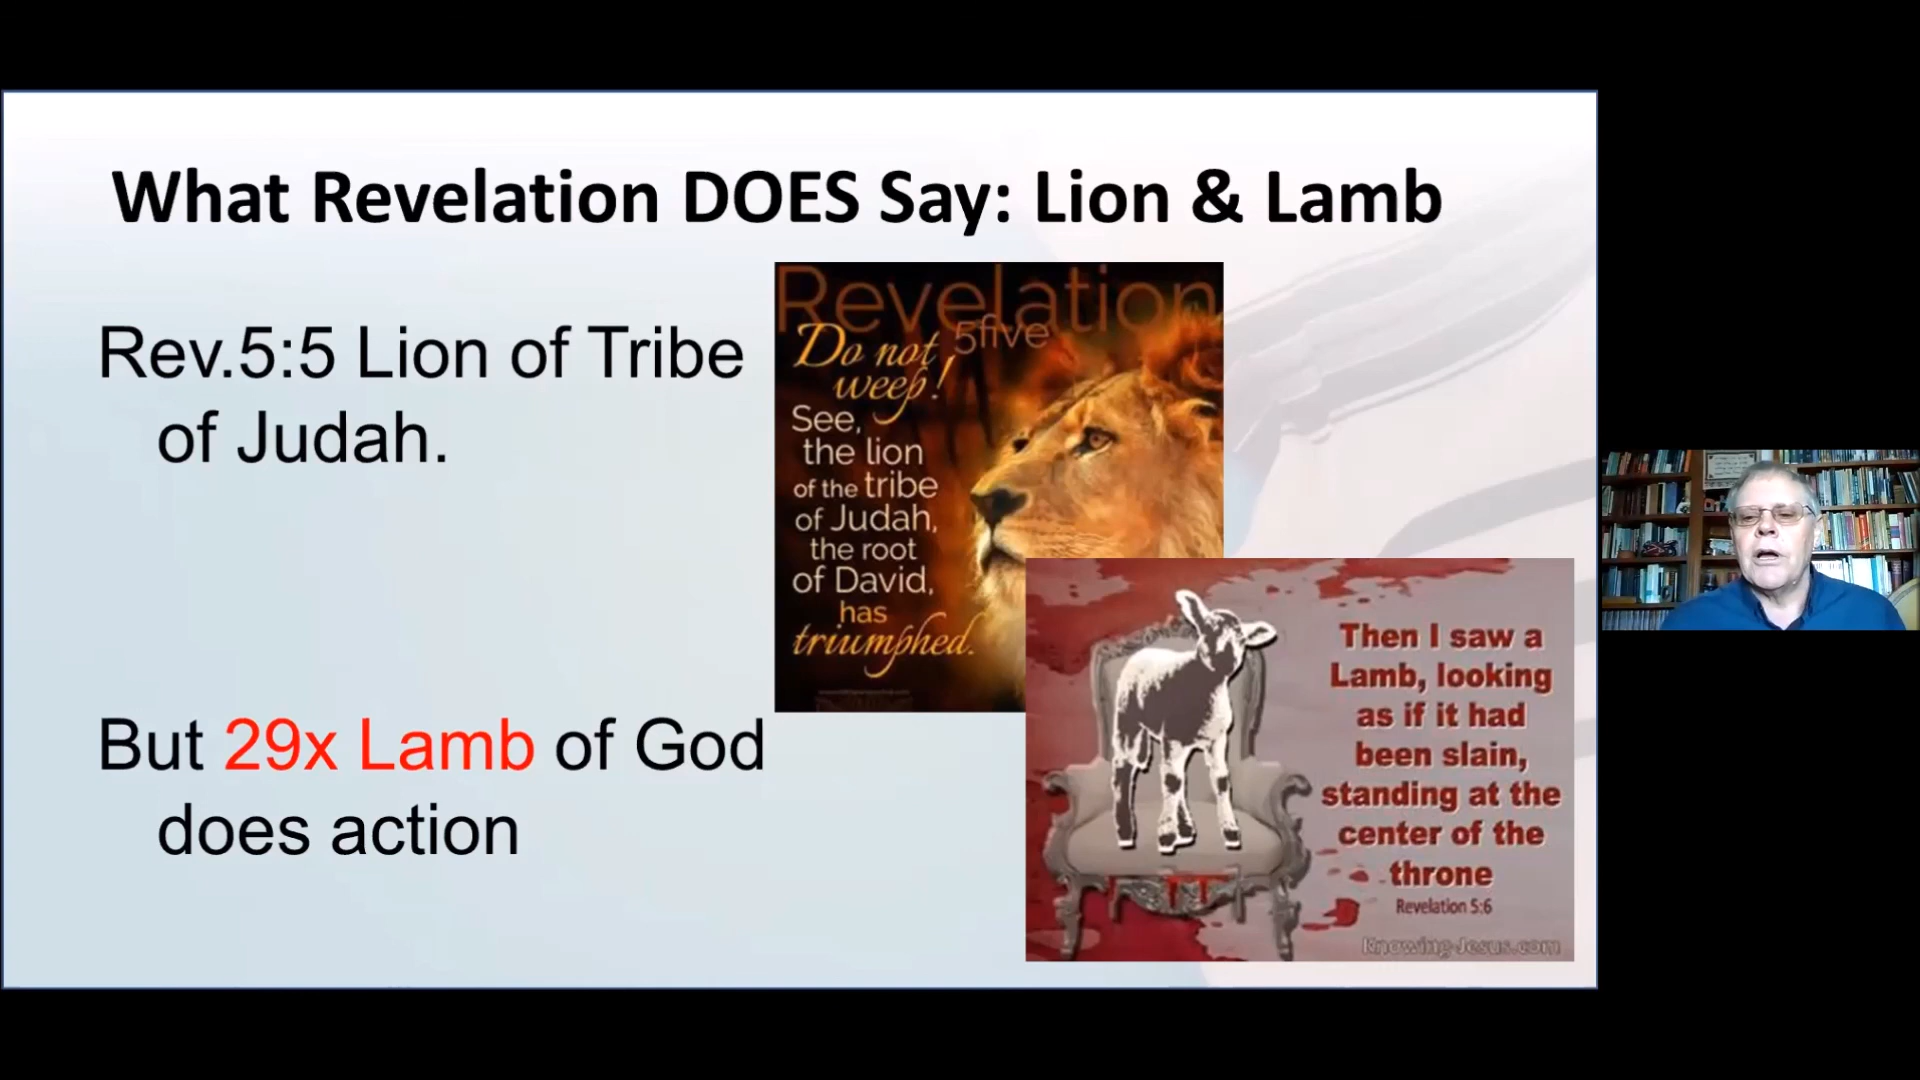 What Revelation DOES Say: Lion & Lamb
Rev.5:5 Lion of Tribe
of Judah.
But 29x Lamb of God
does action
Revelation
5five
Do not
weep!
See,
the lion
of the tribe
of Judah,
the root
of David,
has
triumphed.
Then I saw a
Lamb, looking
as if it had
been slain,
standing at the
center of the
throne
Revelation 5:6
Knowing-Jesus.com